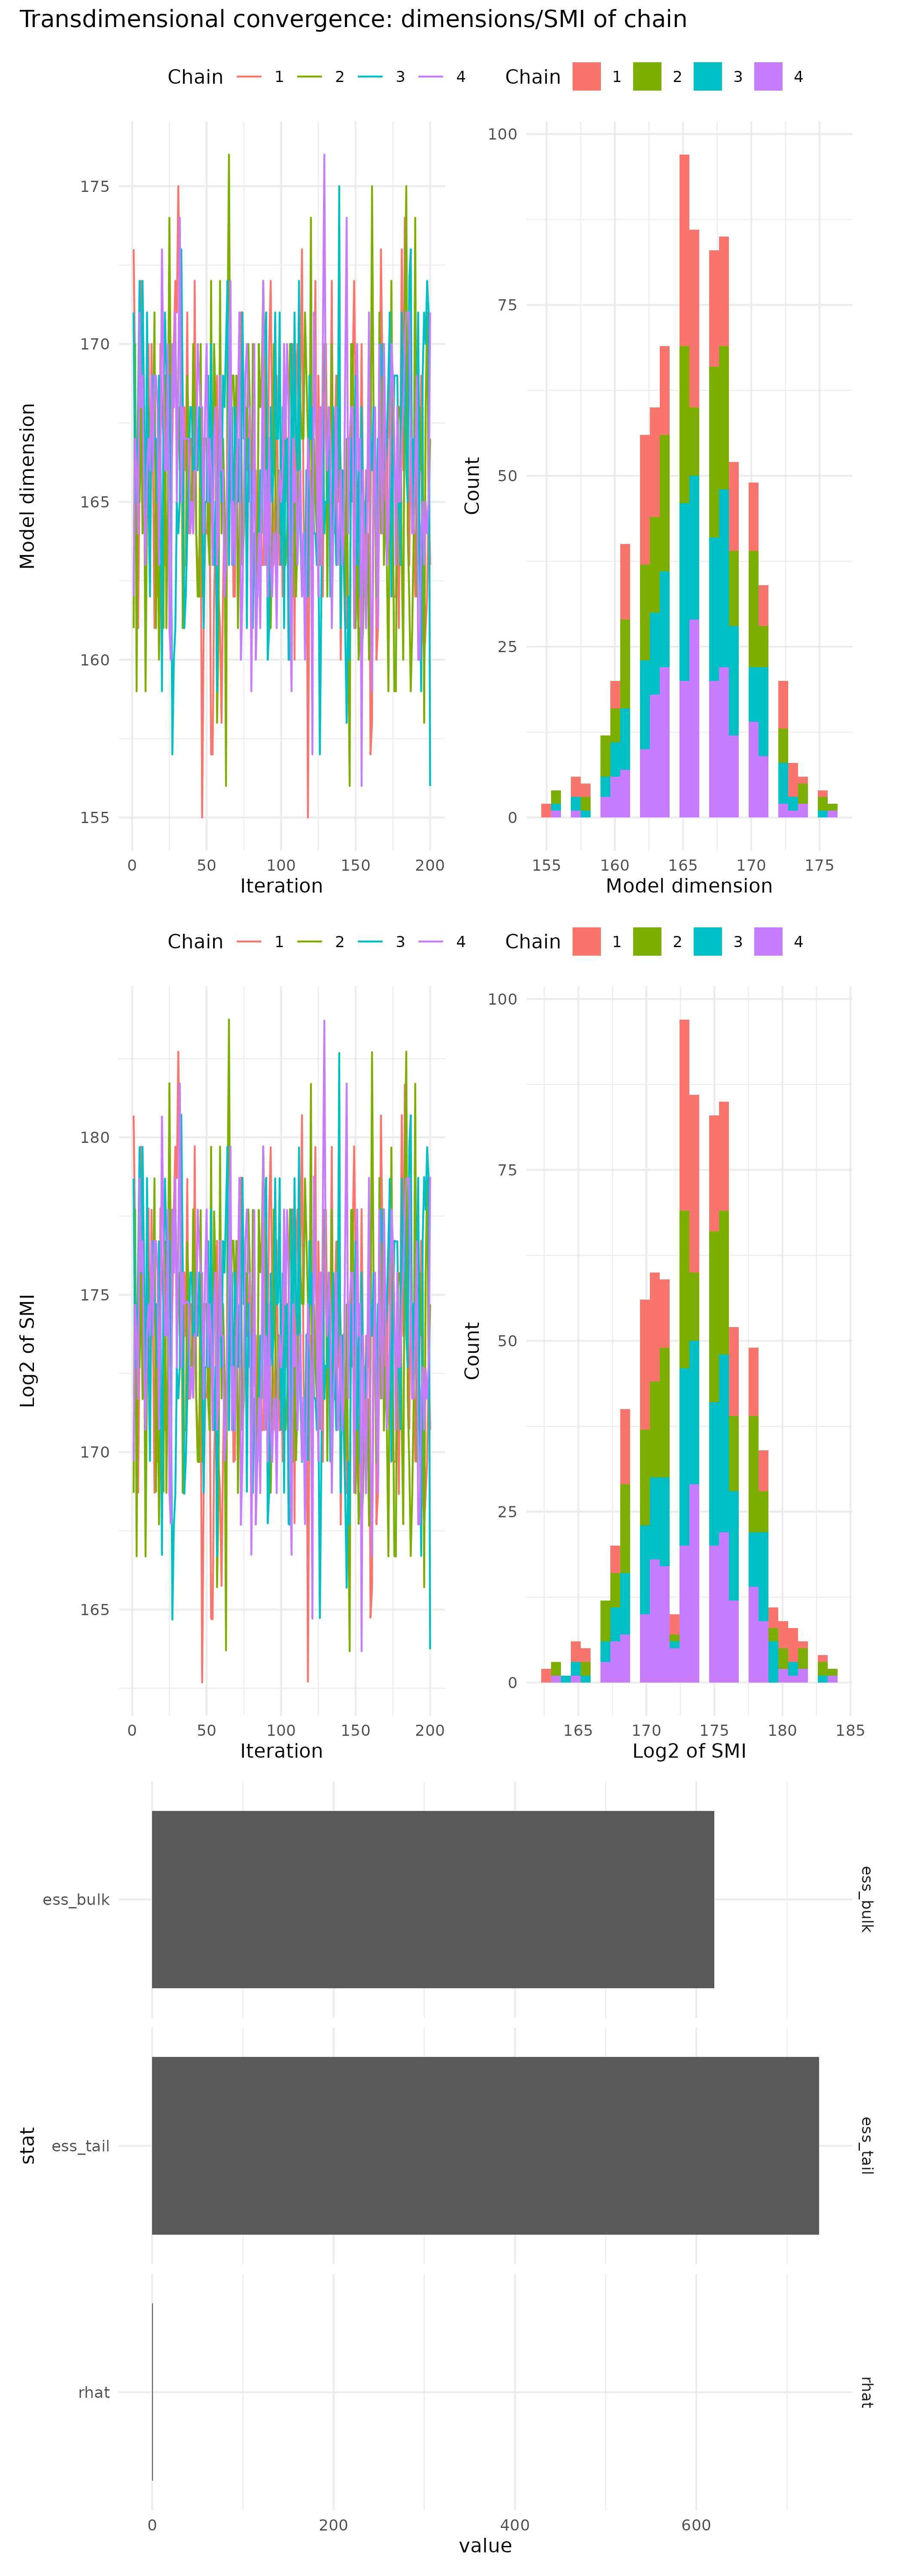 Transdimensional convergence: dimensions/SMI of chain
Chain 1 2 3 4
Chain 1 2 3 4
175
170
165
160
155
Model dimension
0 50 100 150 200
Iteration
100
75
50
25
0
Count
155 160 165 170 175
Model dimension
Chain 1 2 3 4
Chain 1 2 3 4
180
175
170
165
Log2 of SMI
0 50 100 150 200
Iteration
100
75
50
25
0
Count
165 170 175 180 185
Log2 of SMI
ess_bulk
ess_bulk
stat
ess_tail
ess_tail
rhat
rhat
0 200 400 600
value